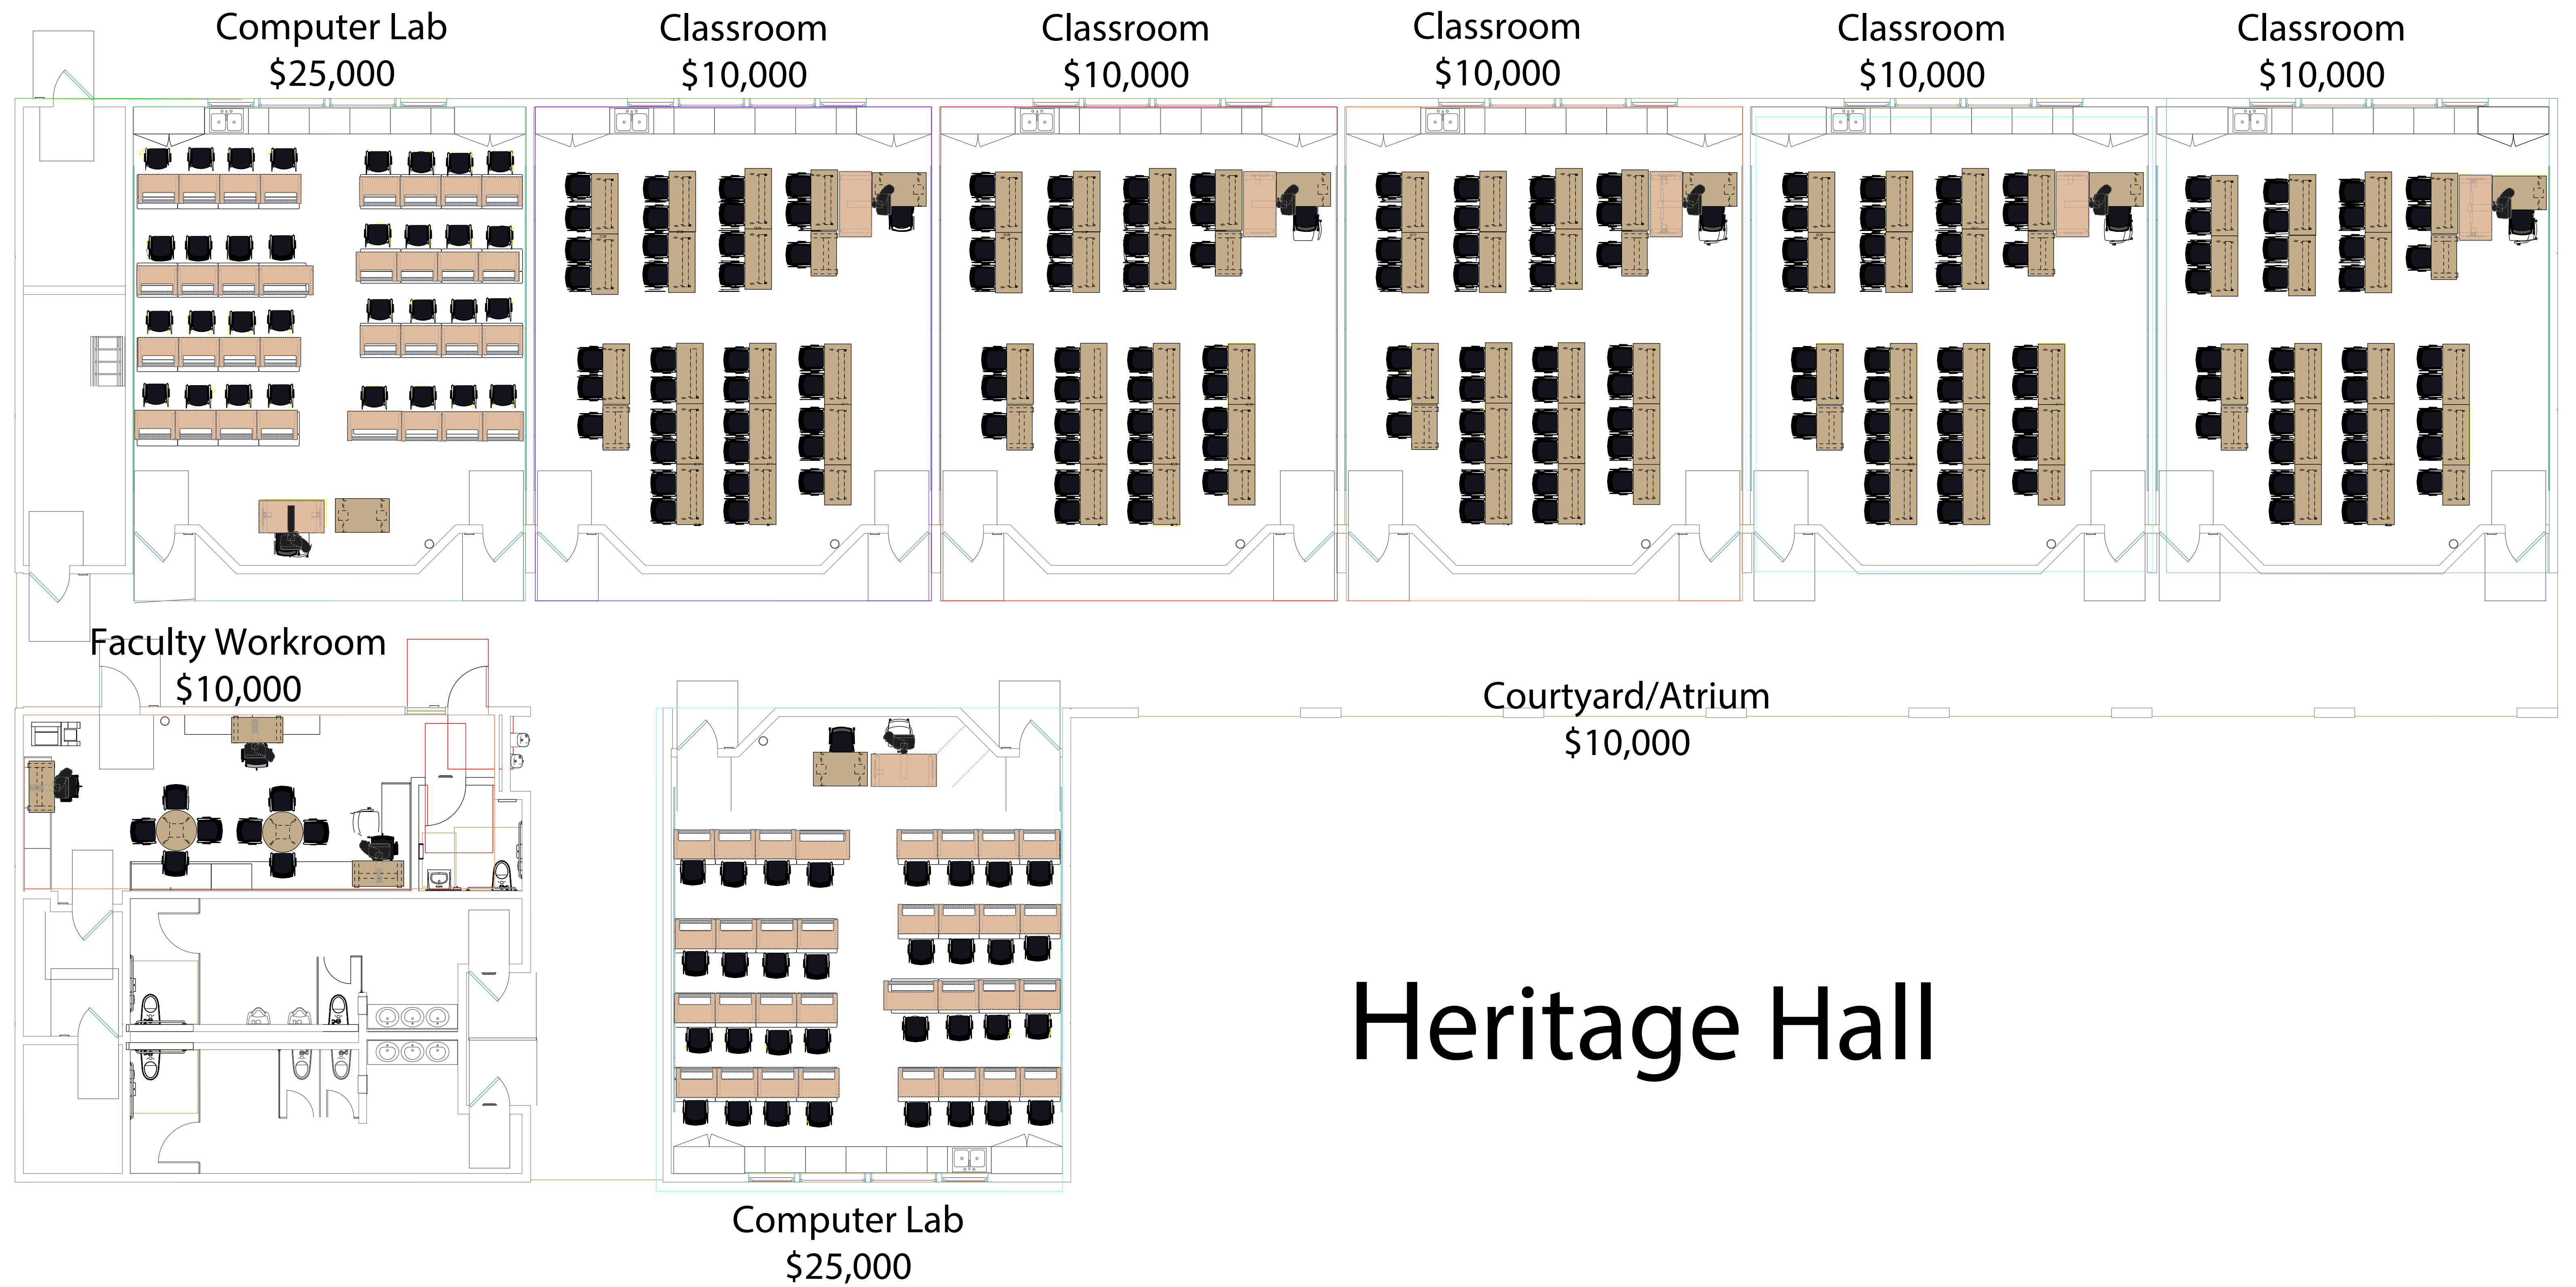 Computer Lab
$25,000
Classroom
$10,000
Classroom
$10,000
Classroom
$10,000
Classroom
$10,000
Classroom
$10,000
Faculty Workroom
$10,000
Courtyard/Atrium
$10,000
Heritage Hall
Computer Lab
$25,000